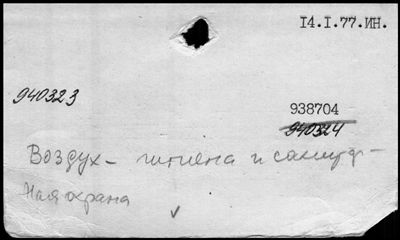 14.I.77.ИН.
940323
938704
940324
Воздух – гигиена и санитар-
ная охрана